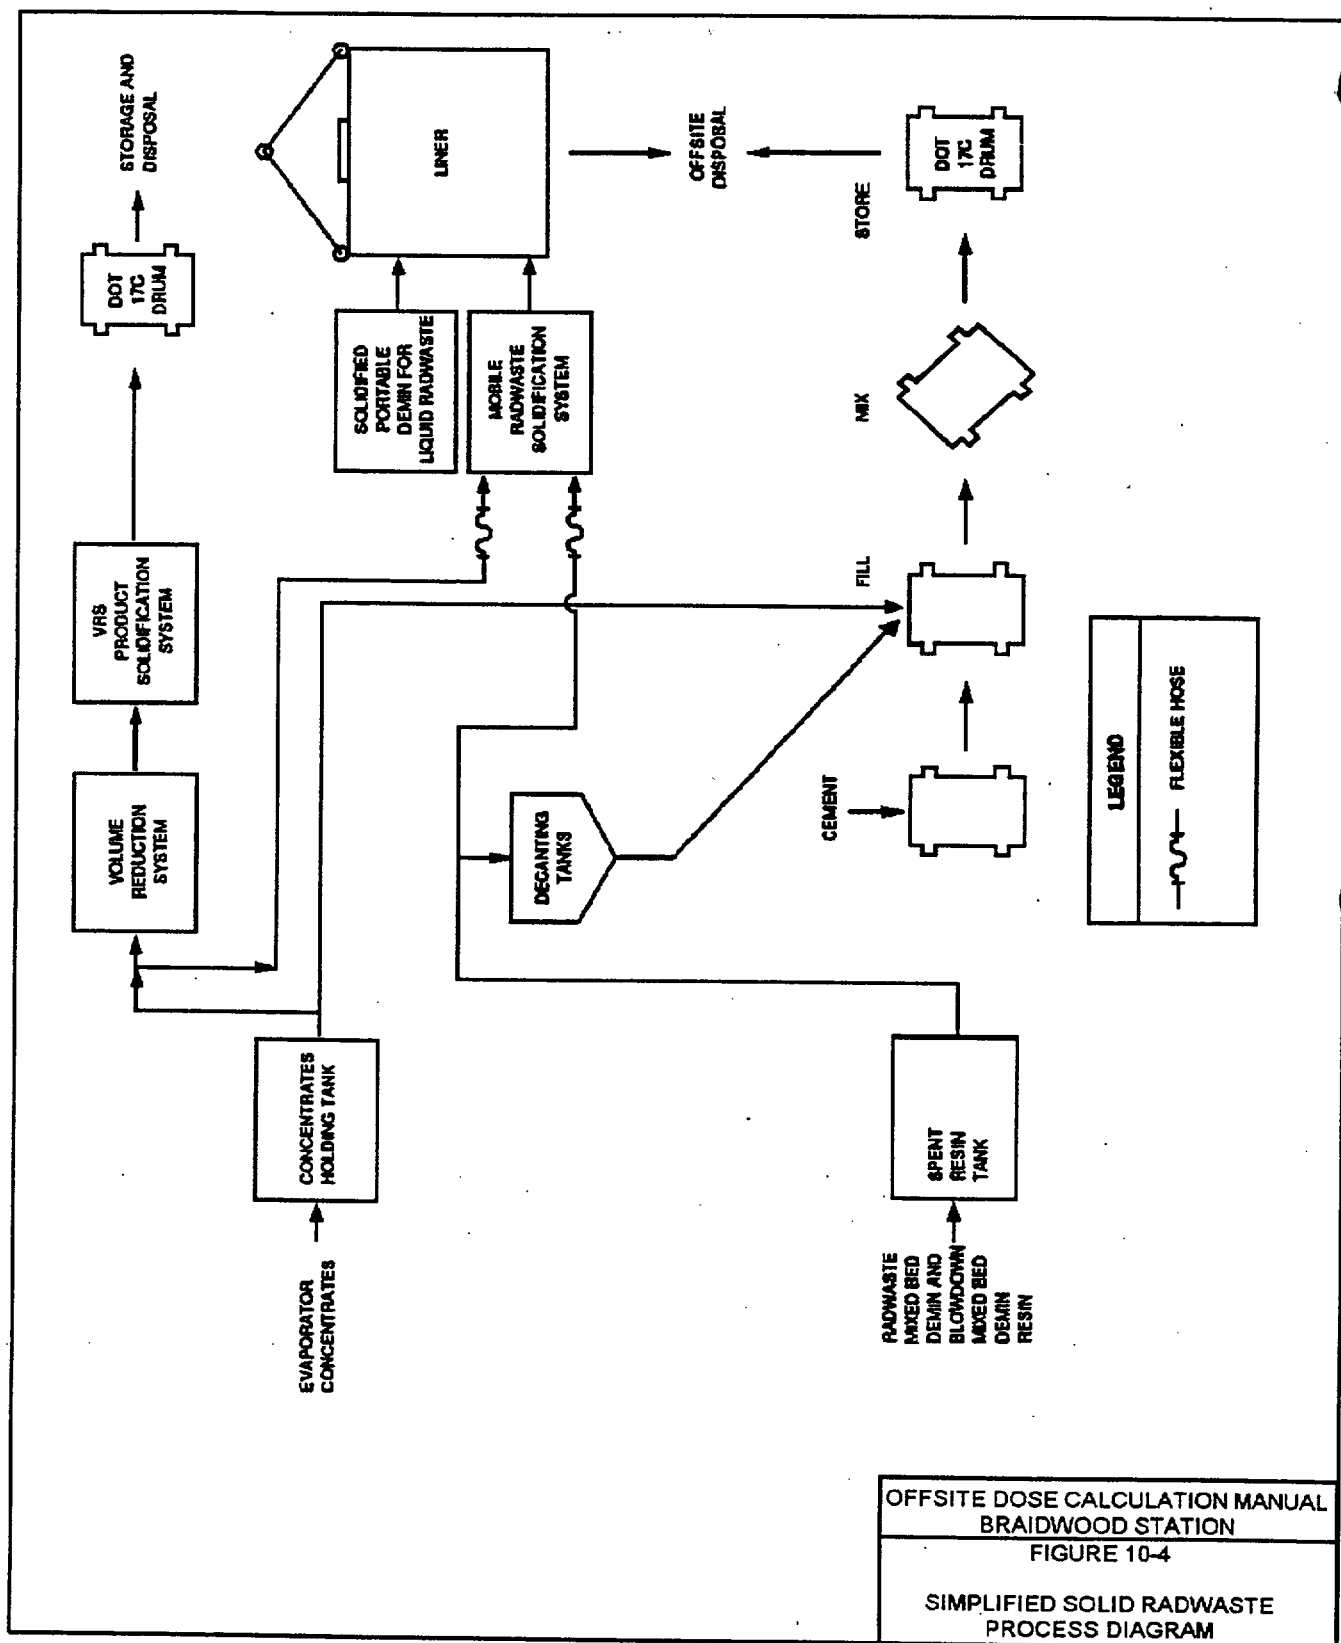 STORAGE AND
DISPOSAL
DOT
17C
DRUM
VRS
PRODUCT
SOLIDIFICATION
SYSTEM
VOLUME
REDUCTION
SYSTEM
LINER
SOLIDIFIED
PORTABLE
DEMIN FOR
LIQUID RADWASTE
MOBILE
RADWASTE
SOLIDIFICATION
SYSTEM
CONCENTRATES
HOLDING TANK
EVAPORATOR
CONCENTRATES
OFFSITE
DISPOBAL
DECANTING
TANKS
STORE
DOT
17C
DRUM
MIX
FILL
CEMENT
SPENT
RESIN
TANK
RADWASTE
MIXED BED
DEMIN AND
BLOWDOWN
MIXED BED
DEMIN
RESIN
LEGEND
FLEXIBLE HOSE
OFFSITE DOSE CALCULATION MANUAL
BRAIDWOOD STATION
FIGURE 10-4
SIMPLIFIED SOLID RADWASTE
PROCESS DIAGRAM